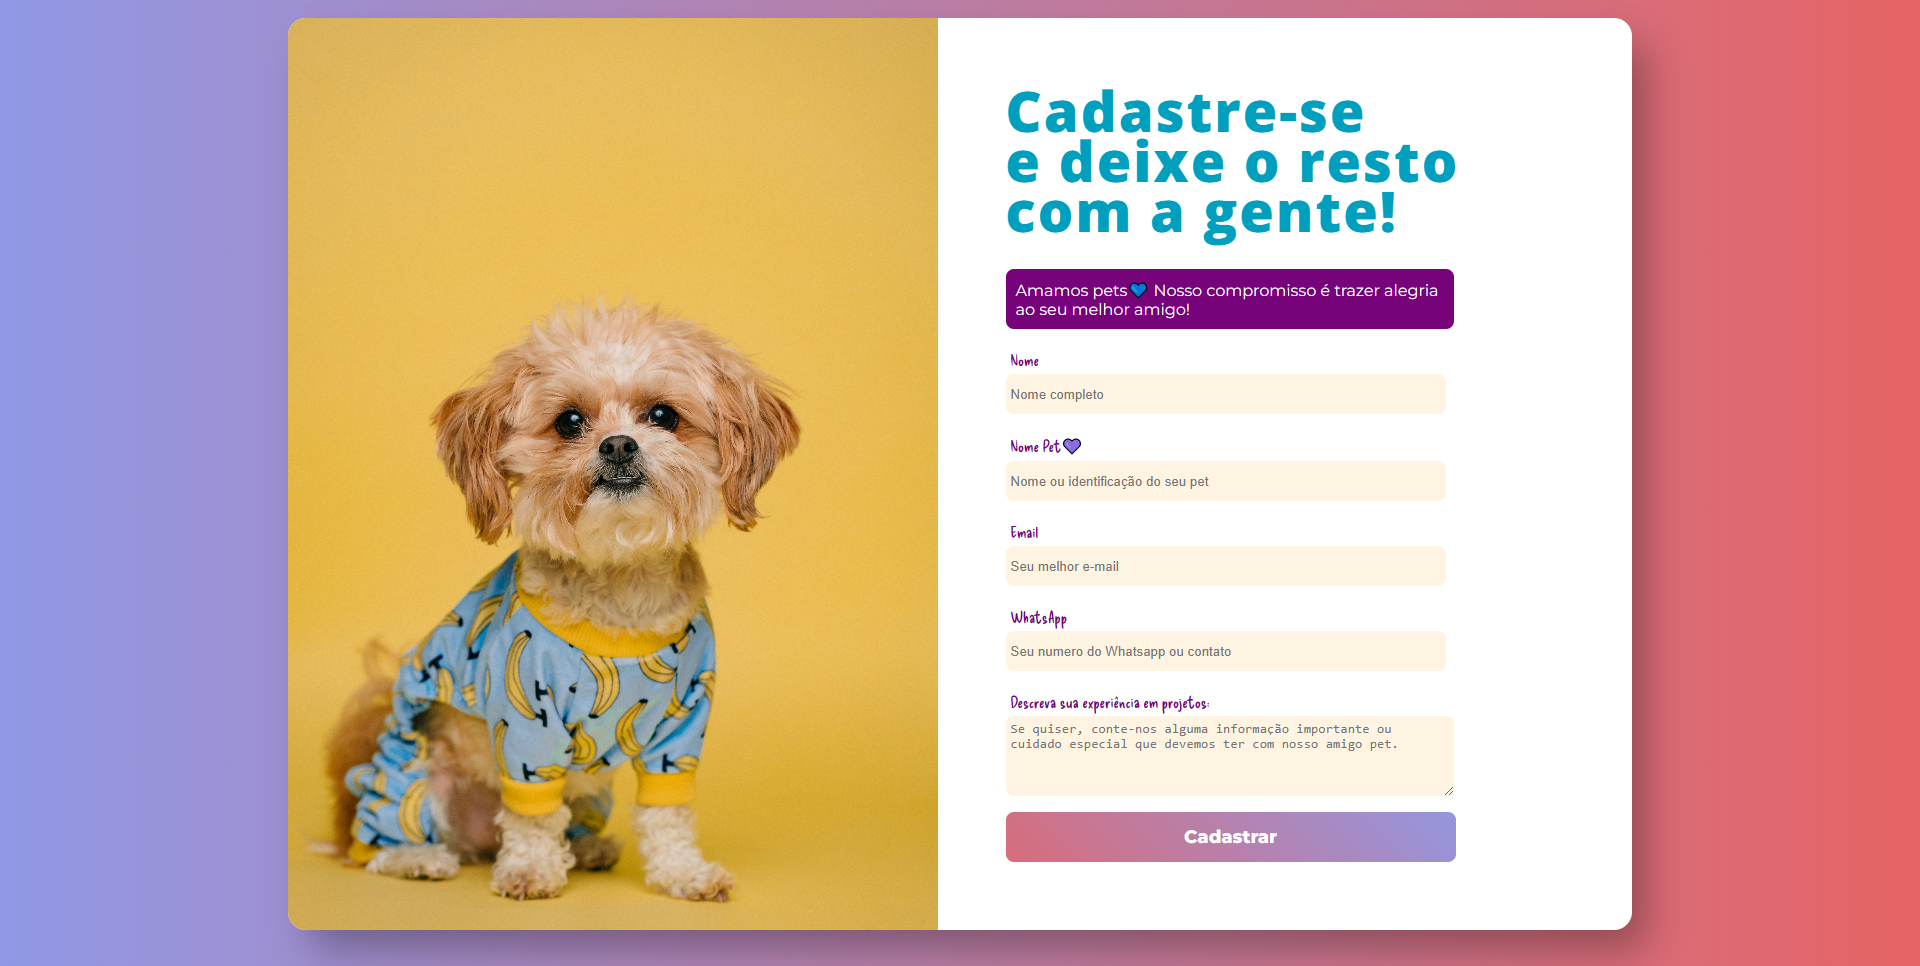 Cadastre-se
e deixe o resto
com a gente!
Amamos pets💙 Nosso compromisso é trazer alegria
ao seu melhor amigo!
Nome
Nome completo
Nome Pet💜
Nome ou identificação do seu pet
Email
Seu melhor e-mail
WhatsApp
Seu numero do Whatsapp ou contato
Descreva sua experiência em projetos:
Se quiser, conte-nos alguma informação importante ou
cuidado especial que devemos ter com nosso amigo pet.
Cadastrar